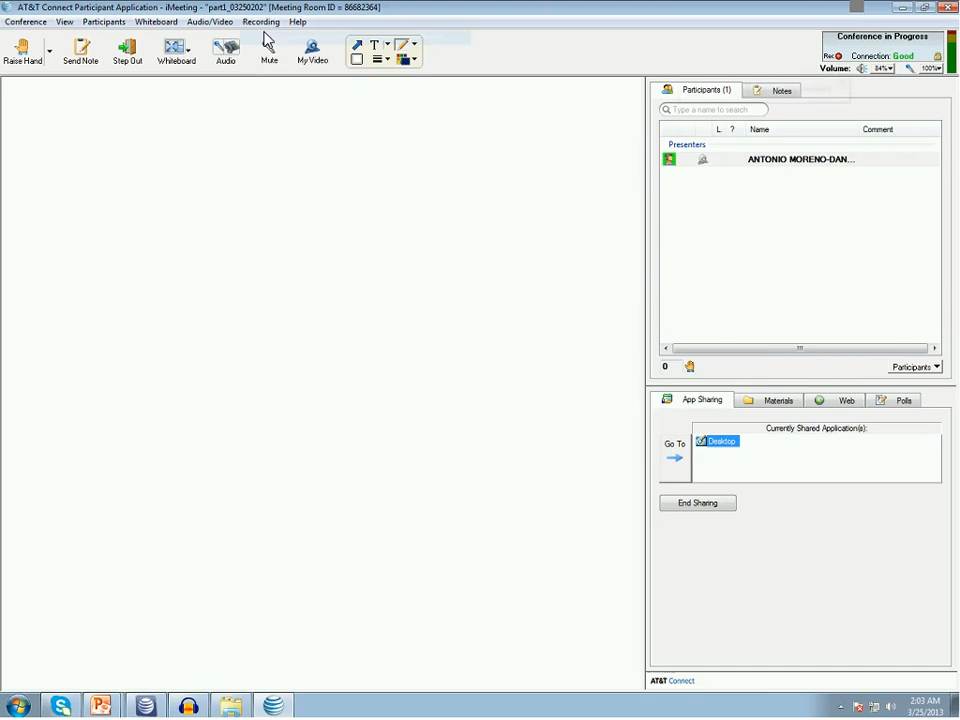 AT&T Connect Participant Application - iMeeting - "part1_03250202" [Meeting Room ID = 86682364]
Conference View Participants Whiteboard Audio/Video Recording Help
Raise Hand Send Note Step Out Whiteboard Audio Mute My Video T
Conference in Progress
Rec Connection: Good
Volume: 84% 100%
Participants (1) Notes
Type a name to search
L. ? Name Comment
Presenters
ANTONIO MORENO-DAN...
0 Participants
App Sharing Materials Web Polls
Currently Shared Application(s):
Go To Desktop
End Sharing
AT&T Connect
2:03 AM
3/25/2013